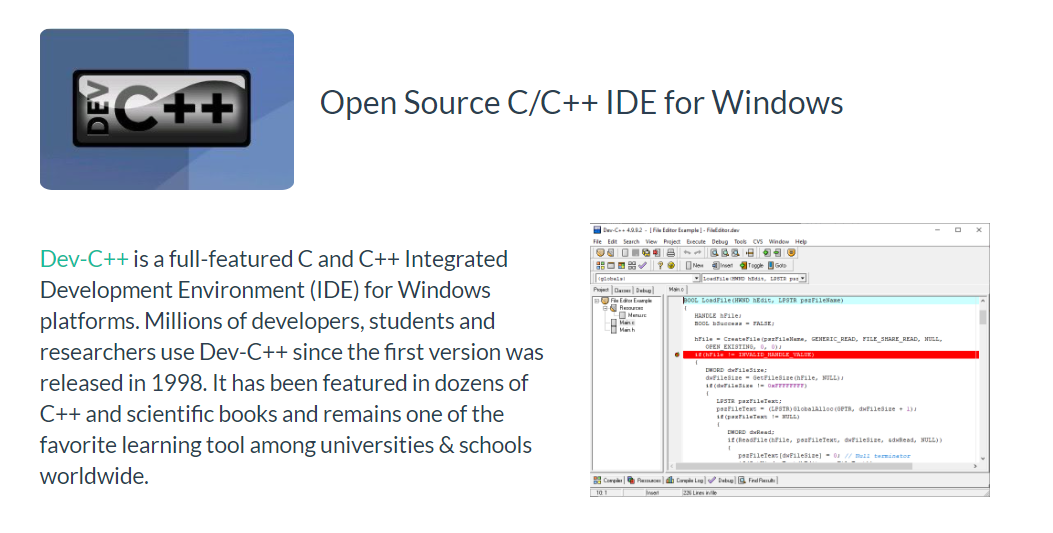 DEV C++
Open Source C/C++ IDE for Windows
Dev-C++ is a full-featured C and C++ Integrated
Development Environment (IDE) for Windows
platforms. Millions of developers, students and
researchers use Dev-C++ since the first version was
released in 1998. It has been featured in dozens of
C++ and scientific books and remains one of the
favorite learning tool among universities & schools
worldwide.
Dev-C++ 4.9.9.2 - [ File Editor Example ] - FileEditor.dev
File Edit Search View Project Execute Debug Tools CVS Window Help
New Insert Toggle Goto
(globals) LoadFile(HWND hEdit, LPSTR psz
Project Classes Debug Main.c
File Editor Example
Resources
Menu.rc
Main.c
Main.h
BOOL LoadFile(HWND hEdit, LPSTR pszFileName)
{
HANDLE hFile;
BOOL bSuccess = FALSE;
hFile = CreateFile(pszFileName, GENERIC_READ, FILE_SHARE_READ, NULL,
OPEN_EXISTING, 0, 0);
if(hFile != INVALID_HANDLE_VALUE)
{
DWORD dwFileSize;
dwFileSize = GetFileSize(hFile, NULL);
if(dwFileSize != 0xFFFFFFFF)
{
LPSTR pszFileText;
pszFileText = (LPSTR)GlobalAlloc(GPTR, dwFileSize + 1);
if(pszFileText != NULL)
{
DWORD dwRead;
if(ReadFile(hFile, pszFileText, dwFileSize, &dwRead, NULL))
{
pszFileText[dwFileSize] = 0; // Null terminator
Compiler Resources Compile Log Debug Find Results
10: 1 Insert 226 Lines in file